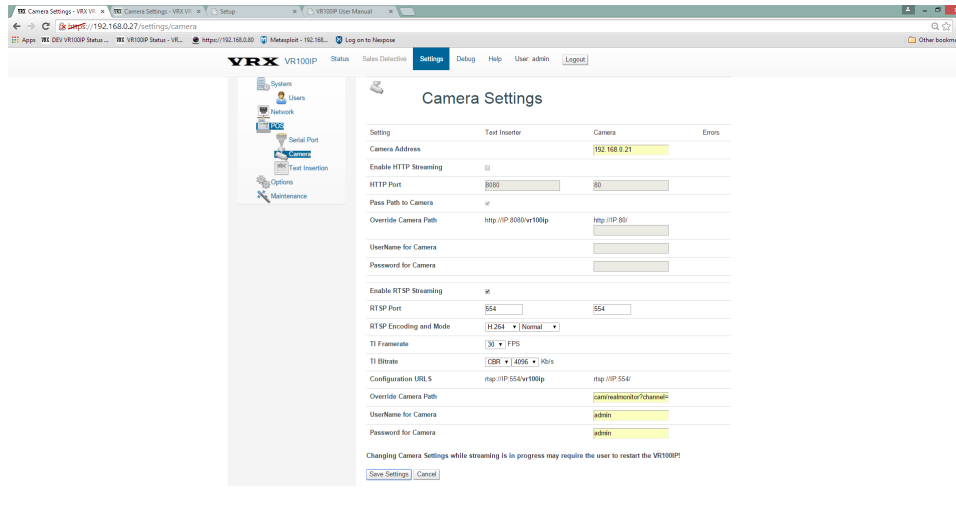 Camera Settings - VRX VR Camera Settings - VRX VR Setup VR100IP User Manual
https://192.168.0.27/settings/camera
Apps DEV VR100IP Status ... VR100IP Status - VR... https://192.168.0.80 Metasploit - 192.168... Log on to Nexpose Other bookm
VRX VR100IP Status Sales Detective Settings Debug Help User: admin Logout
System
Users
Network
POS
Serial Port
Camera
Text Insertion
Options
Maintenance
Camera Settings
Setting Text Inserter Camera Errors
Camera Address 192.168.0.21
Enable HTTP Streaming
HTTP Port 8080 80
Pass Path to Camera
Override Camera Path http://IP:8080/vr100ip http://IP:80/
UserName for Camera
Password for Camera
Enable RTSP Streaming
RTSP Port 554 554
RTSP Encoding and Mode H.264 Normal
TI Framerate 30 FPS
TI Bitrate CBR 4096 Kb/s
Configuration URLS rtsp://IP:554/vr100ip rtsp://IP:554/
Override Camera Path cam/realmonitor?channel=
UserName for Camera admin
Password for Camera admin
Changing Camera Settings while streaming is in progress may require the user to restart the VR100IP!
Save Settings Cancel